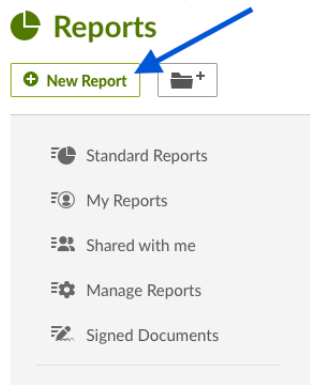 Reports
New Report
Standard Reports
My Reports
Shared with me
Manage Reports
Signed Documents